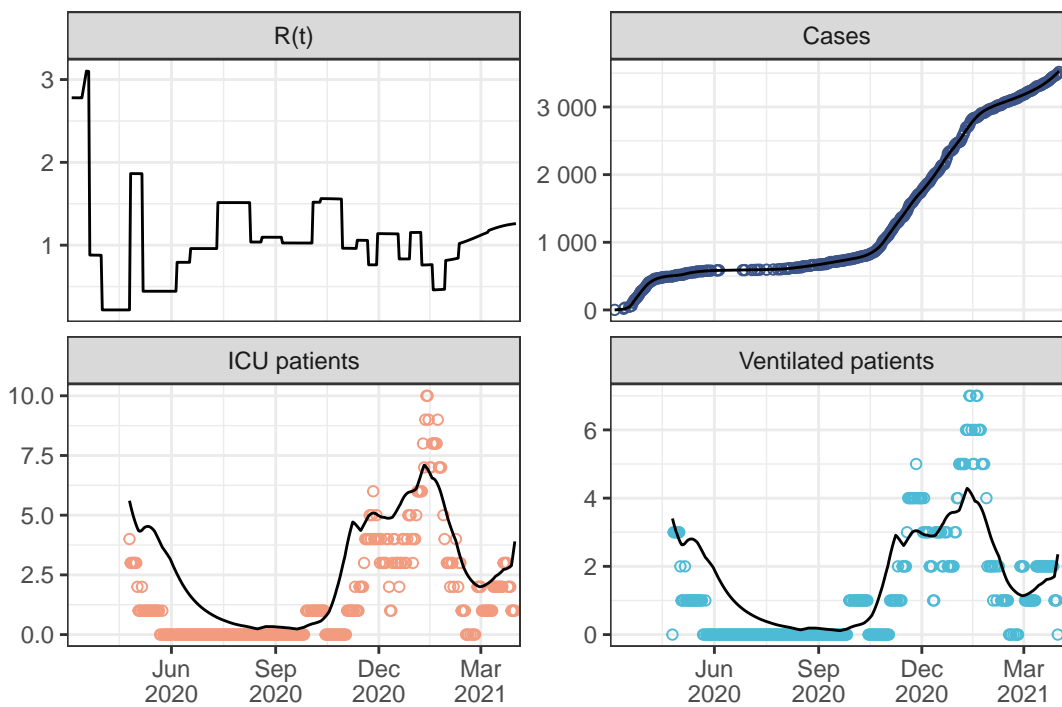 R(t)
Cases
3
2
1
3 000
2 000
1 000
0
ICU patients
Ventilated patients
10.0
7.5
5.0
2.5
0.0
6
4
2
0
Jun Sep Dec Mar
2020 2020 2020 2021
Jun Sep Dec Mar
2020 2020 2020 2021